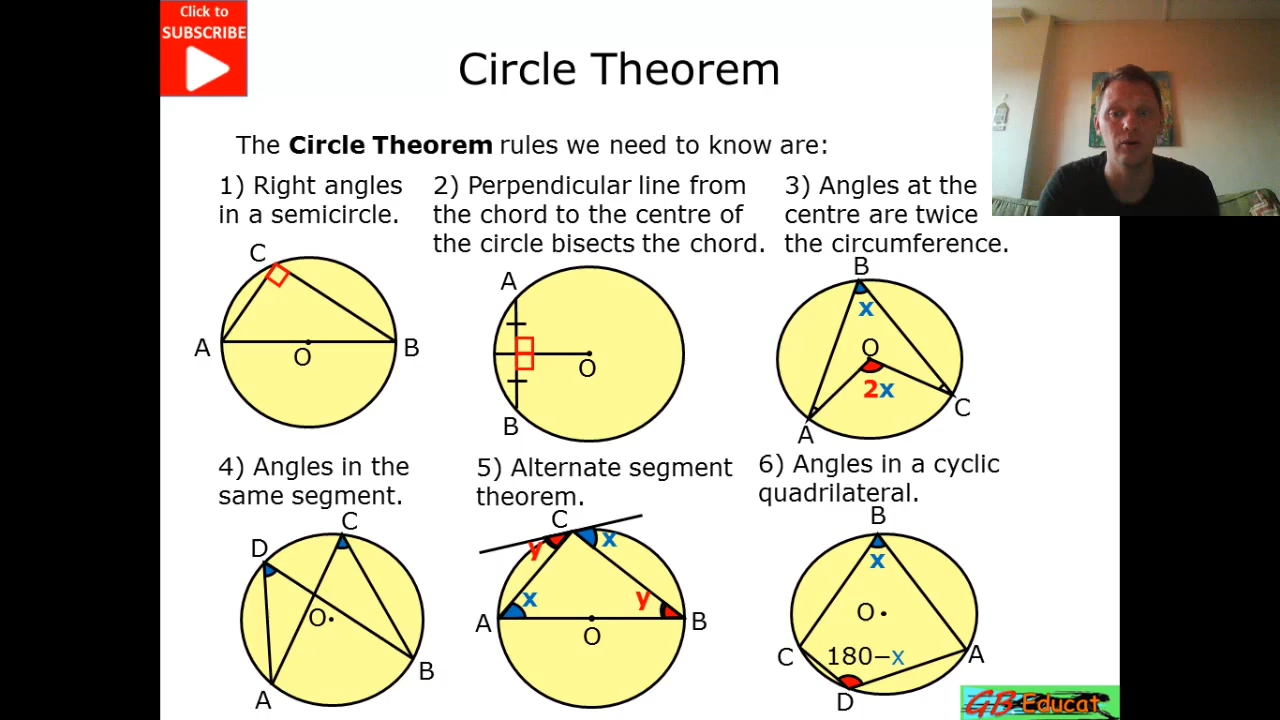 Click to
SUBSCRIBE
Circle Theorem
The Circle Theorem rules we need to know are:
1) Right angles
in a semicircle.
2) Perpendicular line from
the chord to the centre of
the circle bisects the chord.
3) Angles at the
centre are twice
the circumference.
C
A
O
B
A
O
B
B
x
O
2x
A
C
4) Angles in the
same segment.
5) Alternate segment
theorem.
6) Angles in a cyclic
quadrilateral.
D
C
O
A
B
C
y
x
x
y
A
O
B
B
x
O
C
180−x
A
D
GB Educat